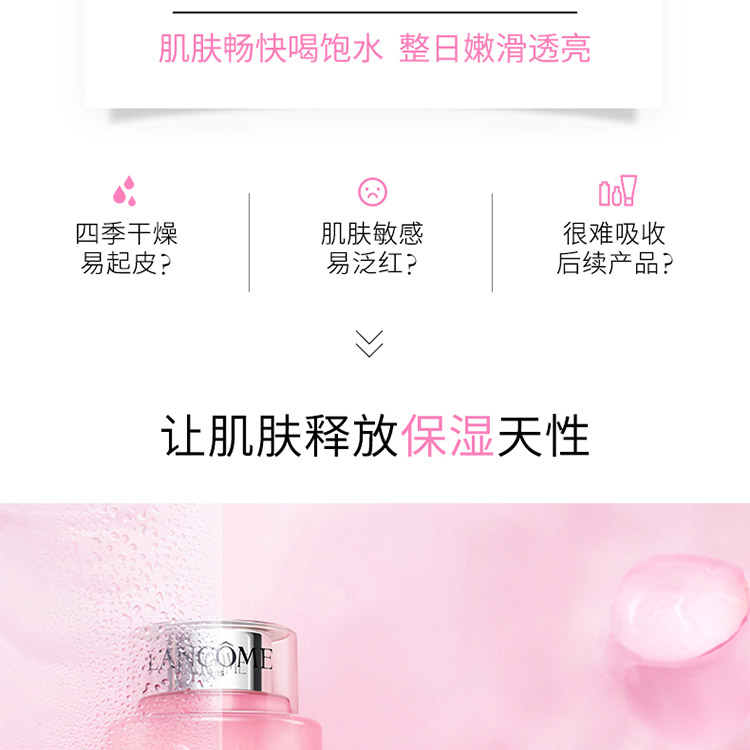 肌肤畅快喝饱水 整日嫩滑透亮
四季干燥
易起皮?
肌肤敏感
易泛红?
很难吸收
后续产品?
让肌肤释放保湿天性
LANCÔME